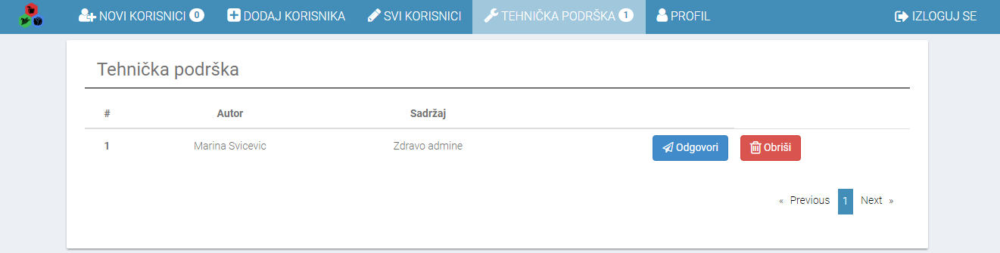 NOVI KORISNICI 0 DODAJ KORISNIKA SVI KORISNICI TEHNIČKA PODRŠKA 1 PROFIL IZLOGUJ SE
Tehnička podrška
# Autor Sadržaj
1 Marina Svicevic Zdravo admine Odgovori Obriši
« Previous 1 Next »